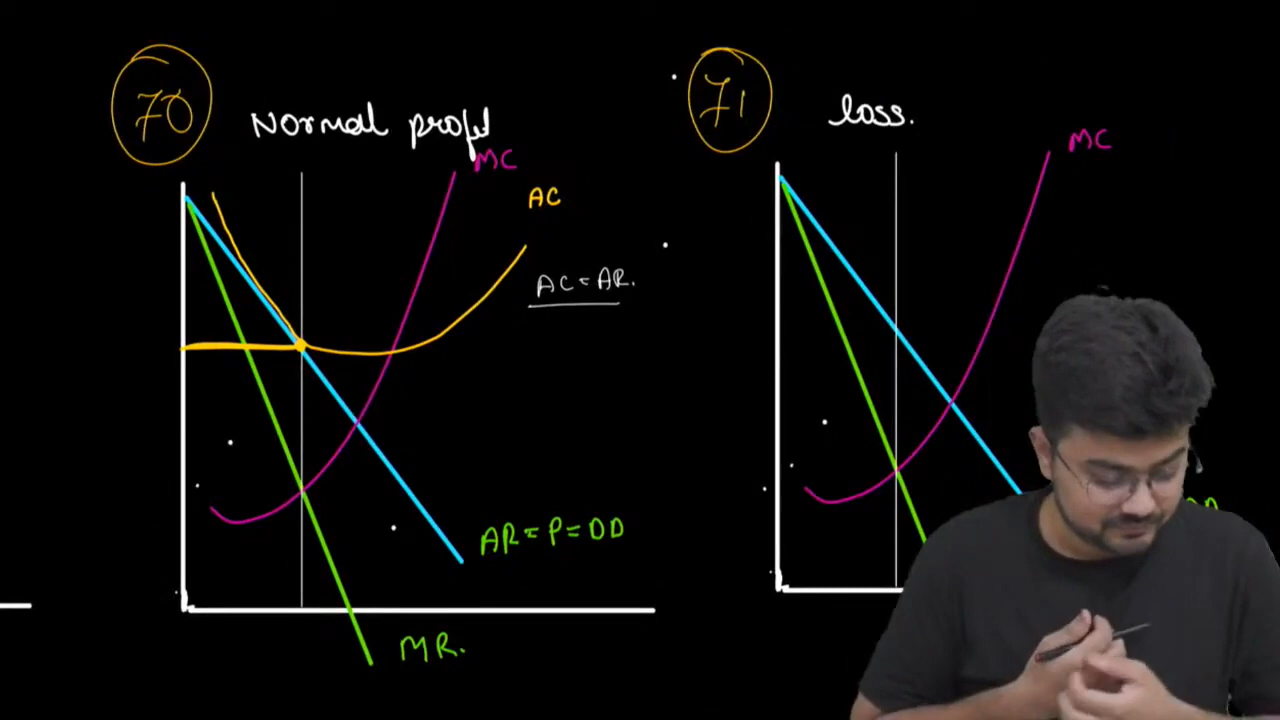 70
Normal profit
MC
AC
AC = AR.
AR = P = DD
MR.
71
loss.
MC